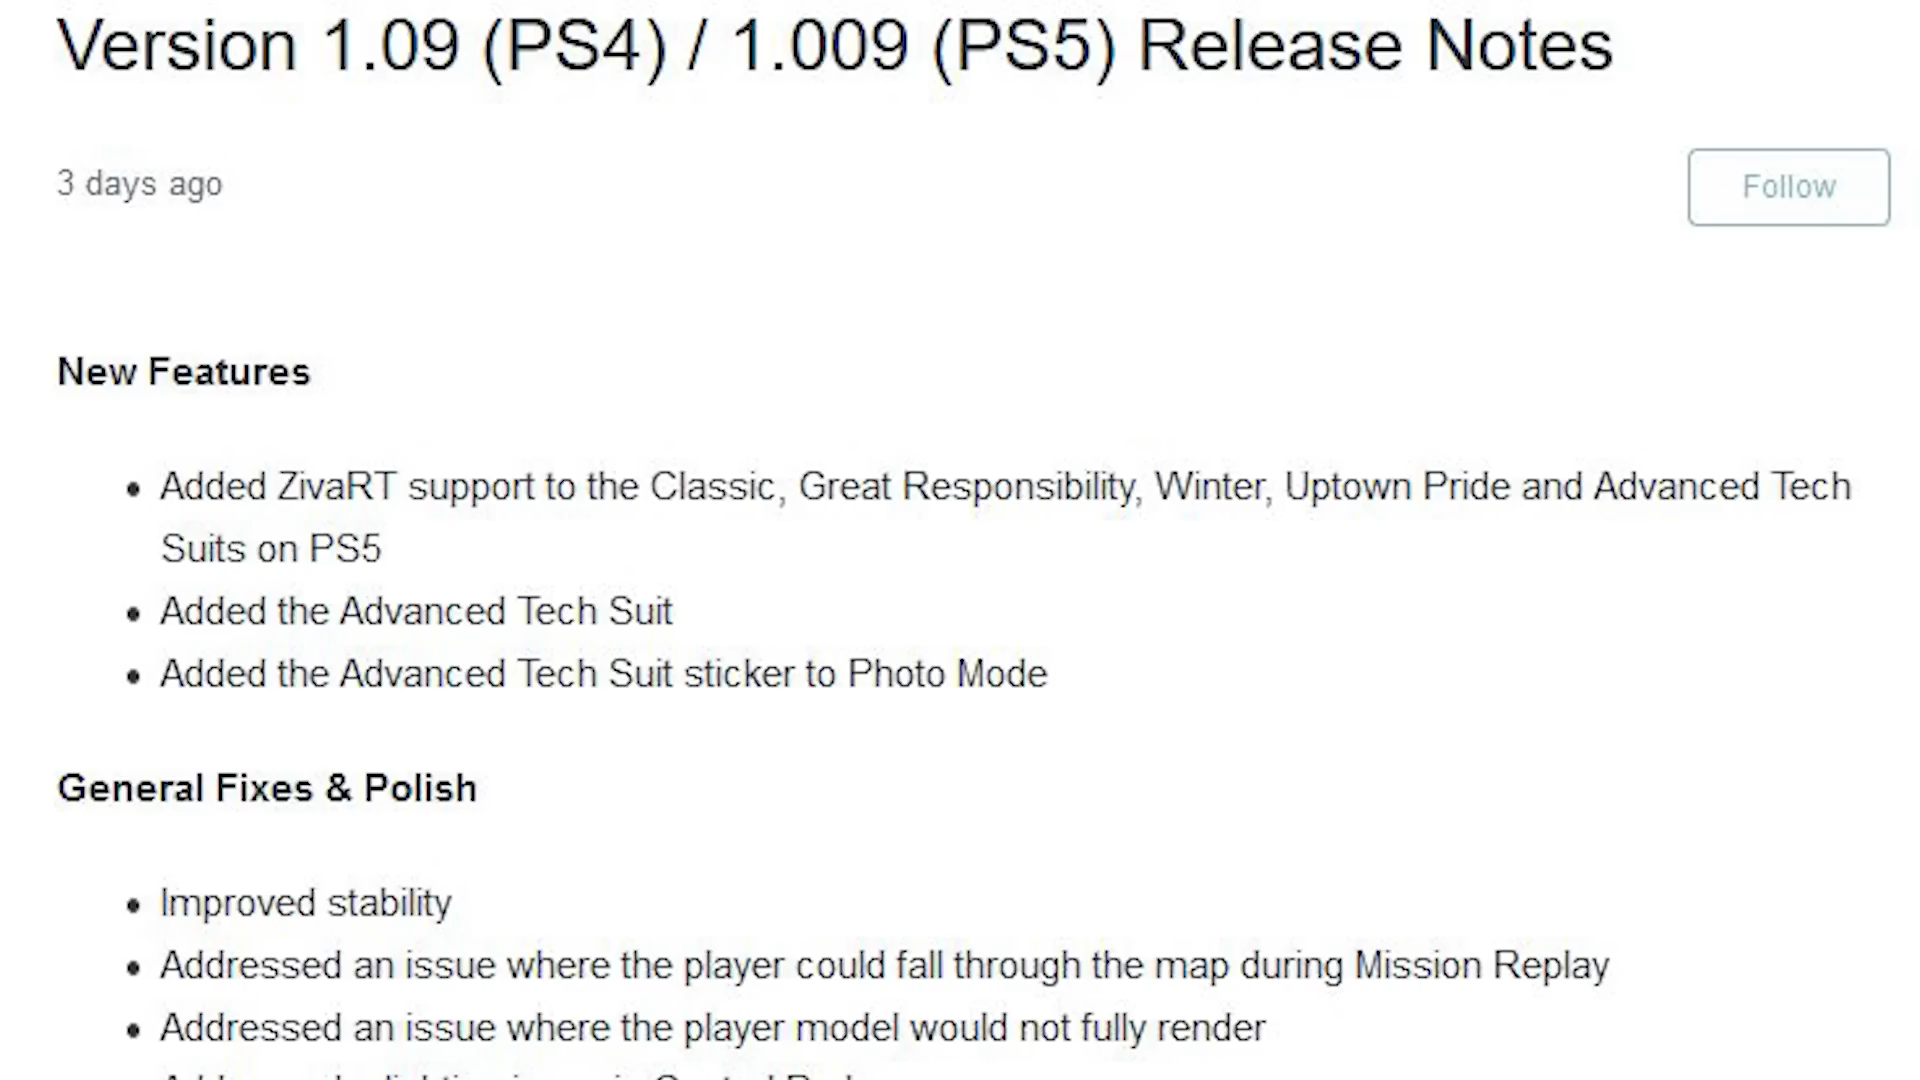 Version 1.09 (PS4) / 1.009 (PS5) Release Notes
3 days ago
Follow
New Features
• Added ZivaRT support to the Classic, Great Responsibility, Winter, Uptown Pride and Advanced Tech
Suits on PS5
• Added the Advanced Tech Suit
• Added the Advanced Tech Suit sticker to Photo Mode
General Fixes & Polish
• Improved stability
• Addressed an issue where the player could fall through the map during Mission Replay
• Addressed an issue where the player model would not fully render